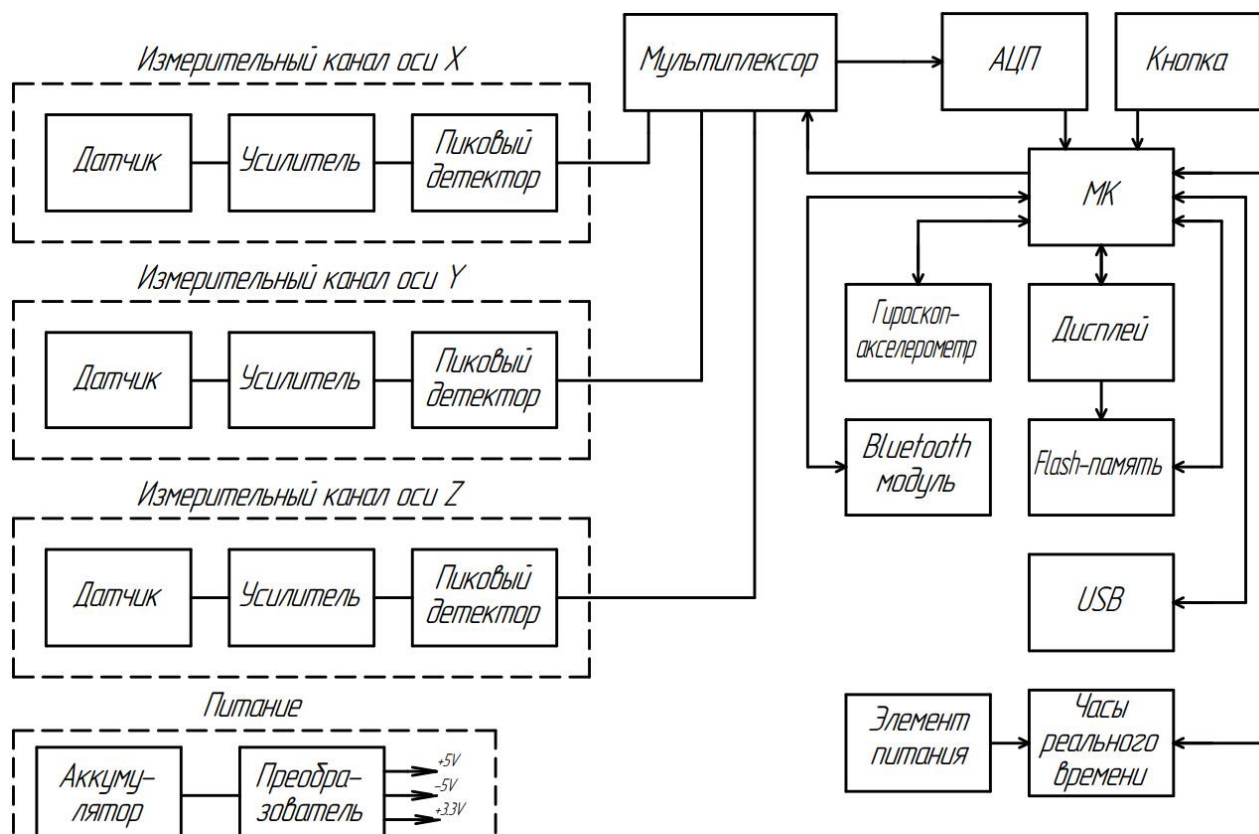 Измерительный канал оси X
Датчик
Усилитель
Пиковый
детектор
Измерительный канал оси Y
Датчик
Усилитель
Пиковый
детектор
Измерительный канал оси Z
Датчик
Усилитель
Пиковый
детектор
Питание
Аккуму-
лятор
Преобра-
зователь
+5V
-5V
+3.3V
Мультиплексор
АЦП
Кнопка
МК
Гироскоп-
акселерометр
Дисплей
Bluetooth
модуль
Flash-память
USB
Элемент
питания
Часы
реального
времени